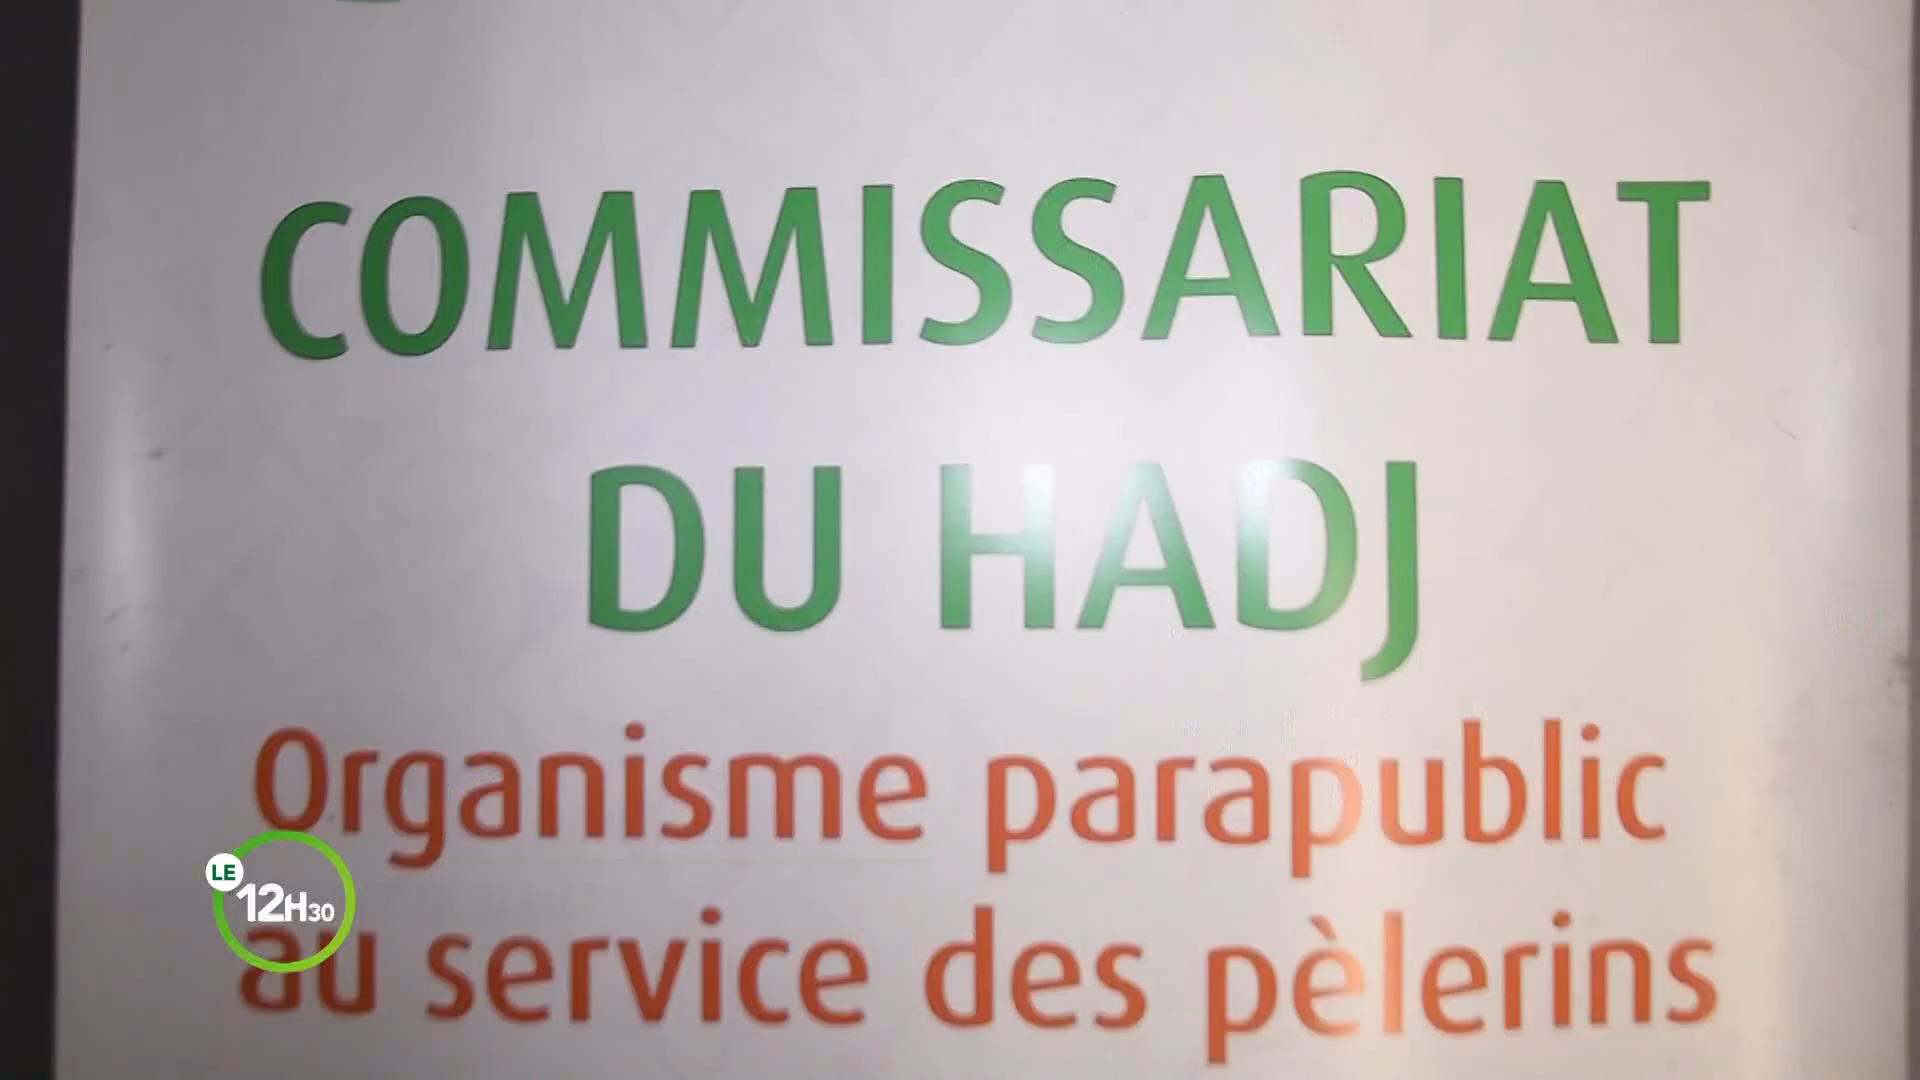 COMMISSARIAT
DU HADJ
Organisme parapublic
au service des pèlerins
LE
12H30